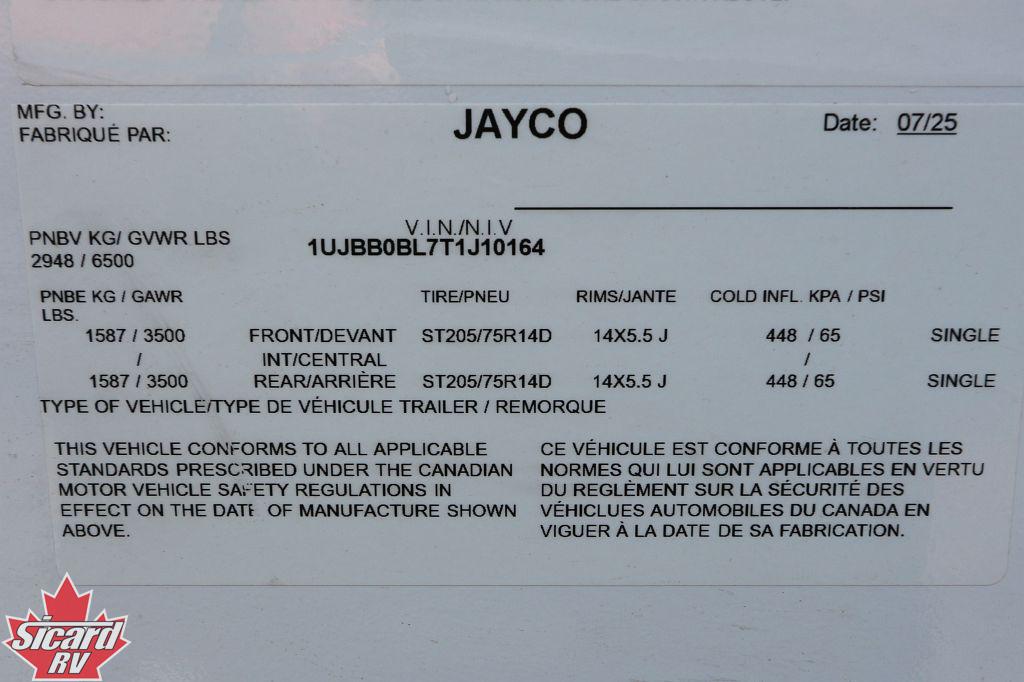 MFG. BY:
FABRIQUÉ PAR:
JAYCO
Date: 07/25
V.I.N./N.I.V
PNBV KG/ GVWR LBS
2948 / 6500
1UJBB0BL7T1J10164
PNBE KG / GAWR LBS. TIRE/PNEU RIMS/JANTE COLD INFL. KPA / PSI
1587 / 3500 FRONT/DEVANT ST205/75R14D 14X5.5 J 448 / 65 SINGLE
/ INT/CENTRAL /
1587 / 3500 REAR/ARRIÈRE ST205/75R14D 14X5.5 J 448 / 65 SINGLE
TYPE OF VEHICLE/TYPE DE VÉHICULE TRAILER / REMORQUE
THIS VEHICLE CONFORMS TO ALL APPLICABLE
STANDARDS PRESCRIBED UNDER THE CANADIAN
MOTOR VEHICLE SAFETY REGULATIONS IN
EFFECT ON THE DATE OF MANUFACTURE SHOWN
ABOVE.
CE VÉHICULE EST CONFORME À TOUTES LES
NORMES QUI LUI SONT APPLICABLES EN VERTU
DU REGLÈMENT SUR LA SÉCURITÉ DES
VÉHICLUES AUTOMOBILES DU CANADA EN
VIGUER À LA DATE DE SA FABRICATION.
Sicard
RV